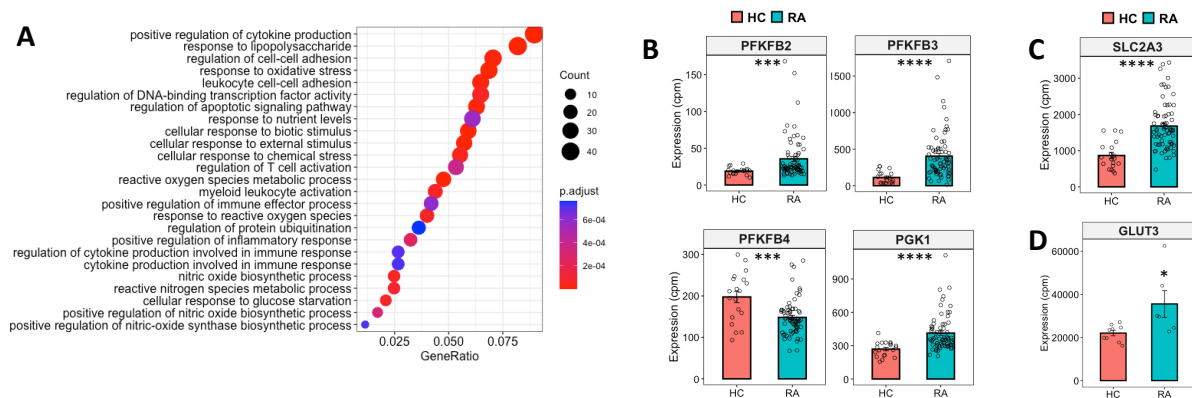 A
positive regulation of cytokine production
response to lipopolysaccharide
regulation of cell-cell adhesion
response to oxidative stress
leukocyte cell-cell adhesion
regulation of DNA-binding transcription factor activity
regulation of apoptotic signaling pathway
response to nutrient levels
cellular response to biotic stimulus
cellular response to external stimulus
cellular response to chemical stress
regulation of T cell activation
reactive oxygen species metabolic process
myeloid leukocyte activation
positive regulation of immune effector process
response to reactive oxygen species
regulation of protein ubiquitination
positive regulation of inflammatory response
regulation of cytokine production involved in immune response
cytokine production involved in immune response
nitric oxide biosynthetic process
reactive nitrogen species metabolic process
cellular response to glucose starvation
positive regulation of nitric oxide biosynthetic process
positive regulation of nitric-oxide synthase biosynthetic process
0.025 0.050 0.075
GeneRatio
Count
10
20
30
40
p.adjust
6e-04
4e-04
2e-04
HC RA
B
PFKFB2
***
Expression (cpm)
150
100
50
0
HC RA
PFKFB3
****
1500
1000
500
0
HC RA
PFKFB4
***
Expression (cpm)
300
200
100
0
HC RA
PGK1
****
900
600
300
0
HC RA
HC RA
C
SLC2A3
****
Expression (cpm)
3000
2000
1000
0
HC RA
D
GLUT3
*
Expression (cpm)
60000
40000
20000
0
HC RA